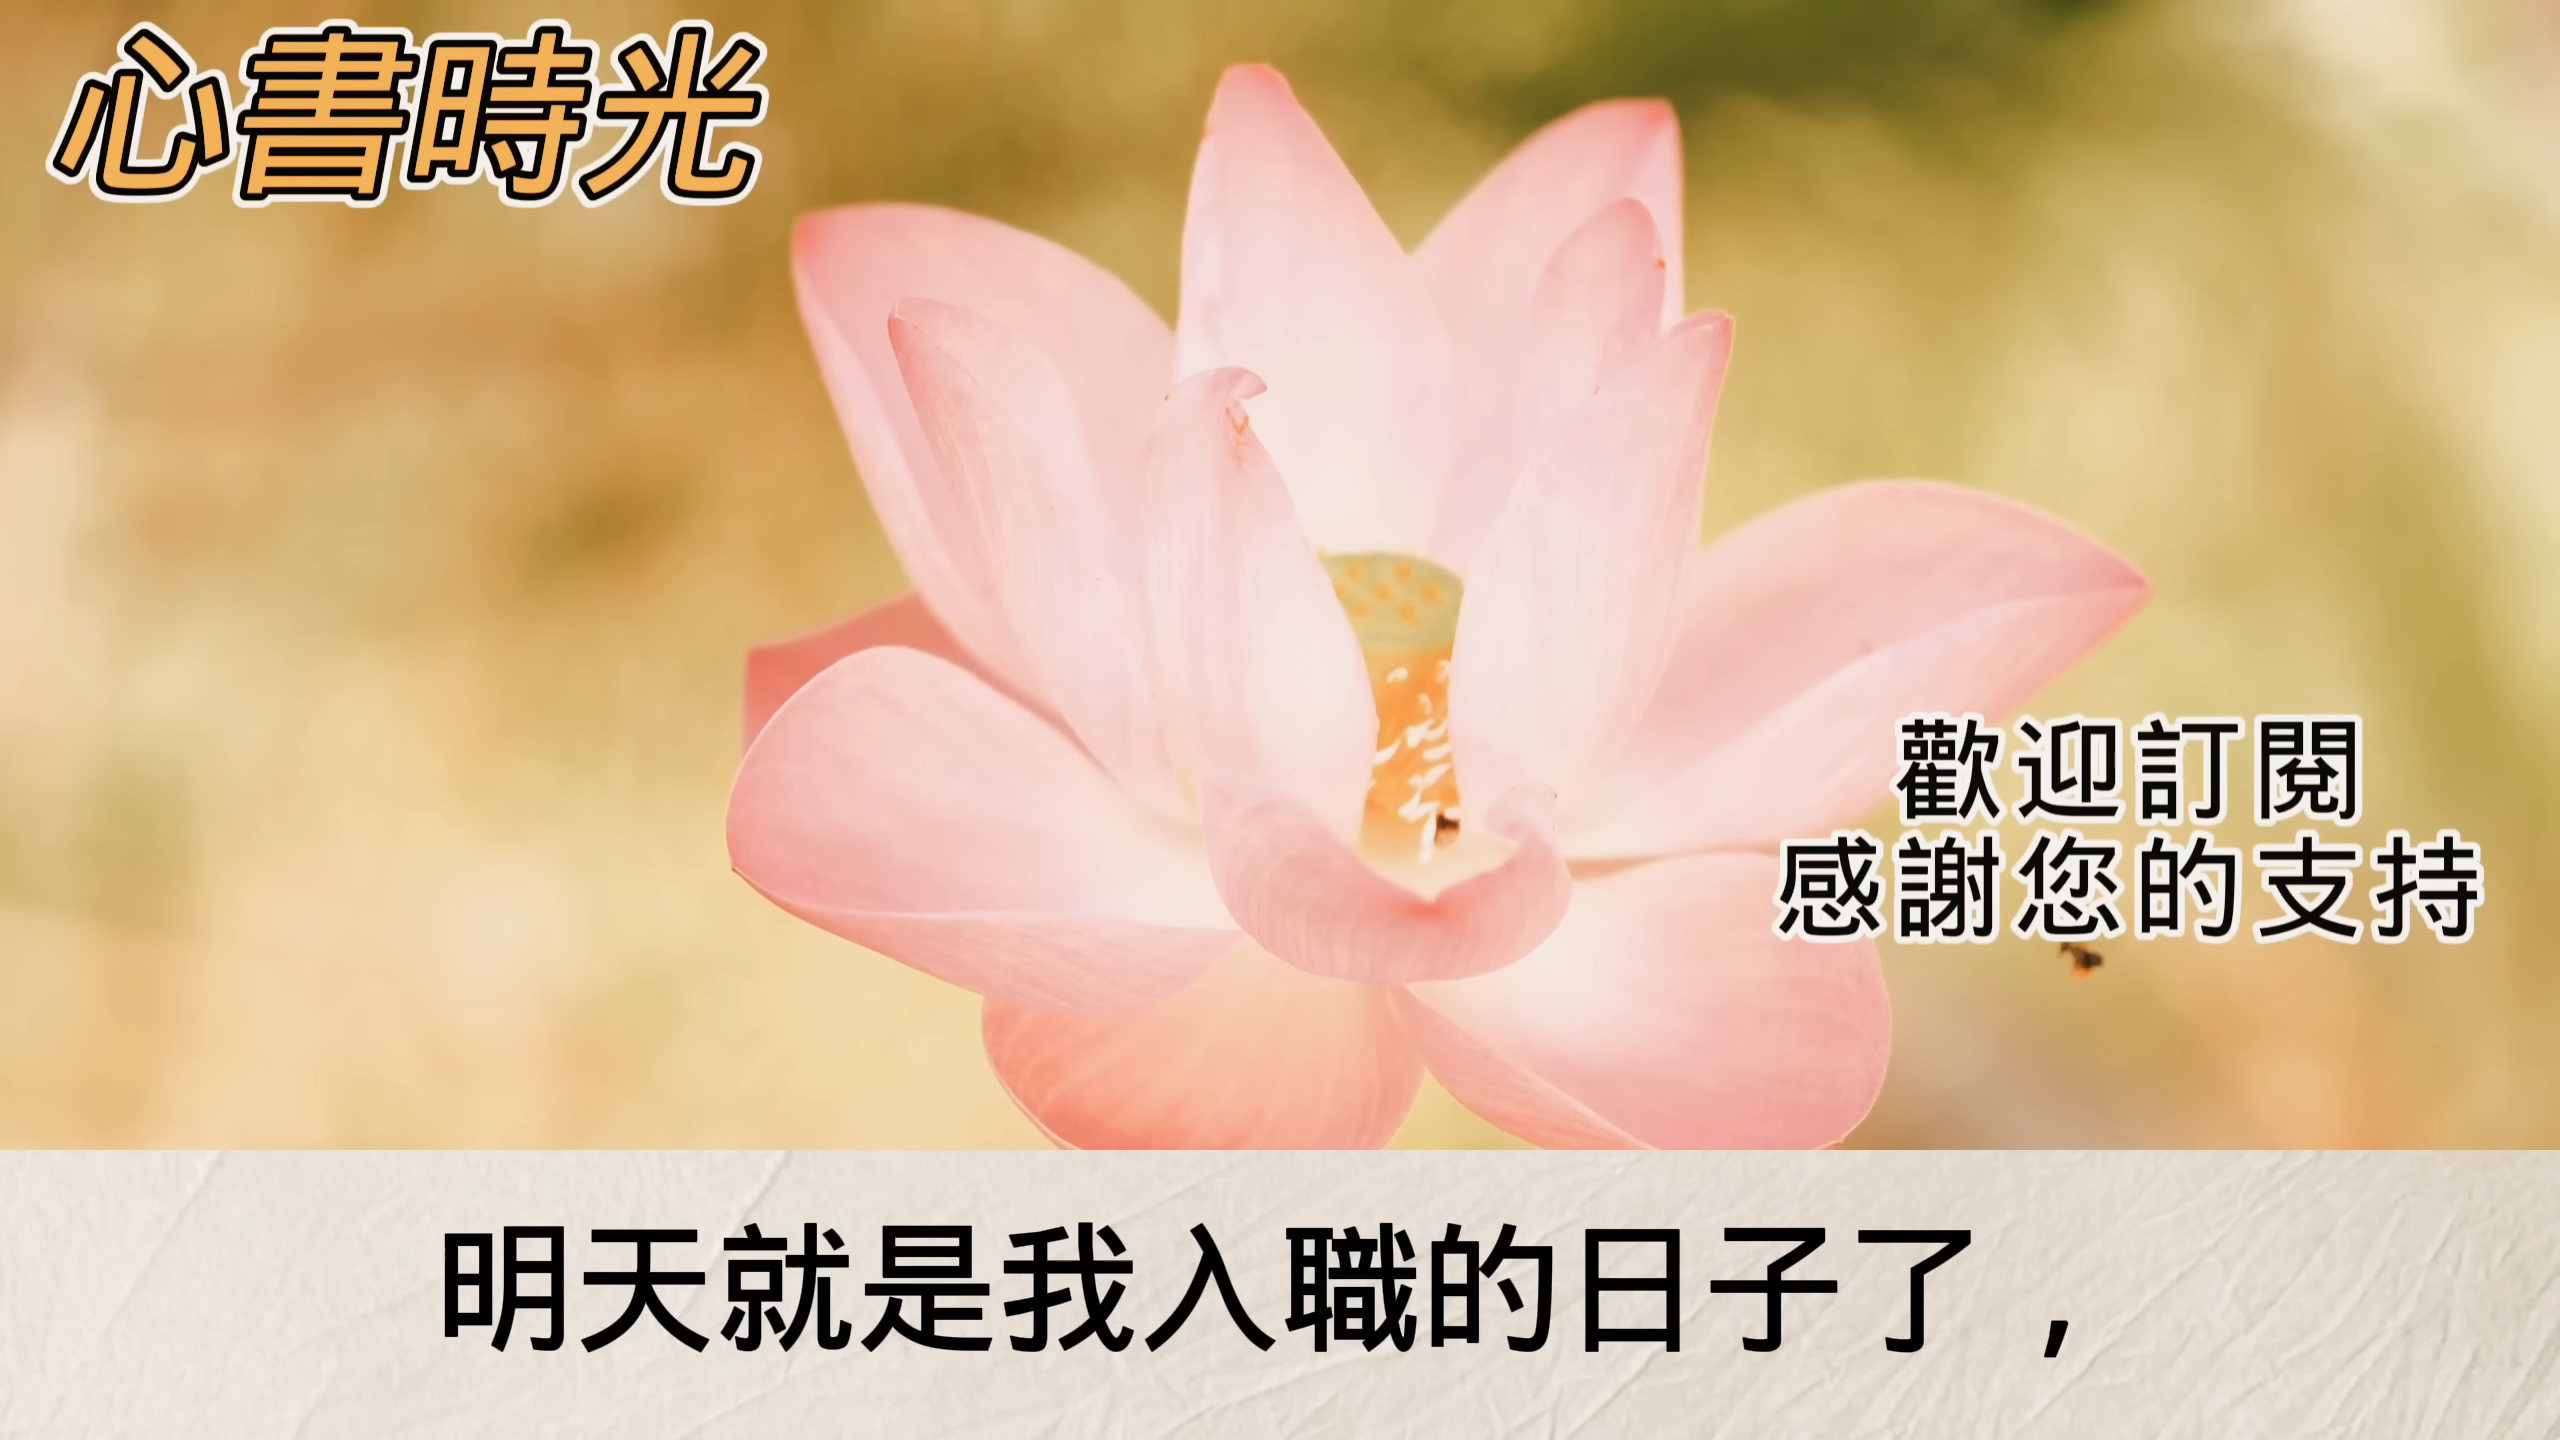 心書時光
歡迎訂閱
感謝您的支持
明天就是我入職的日子了，